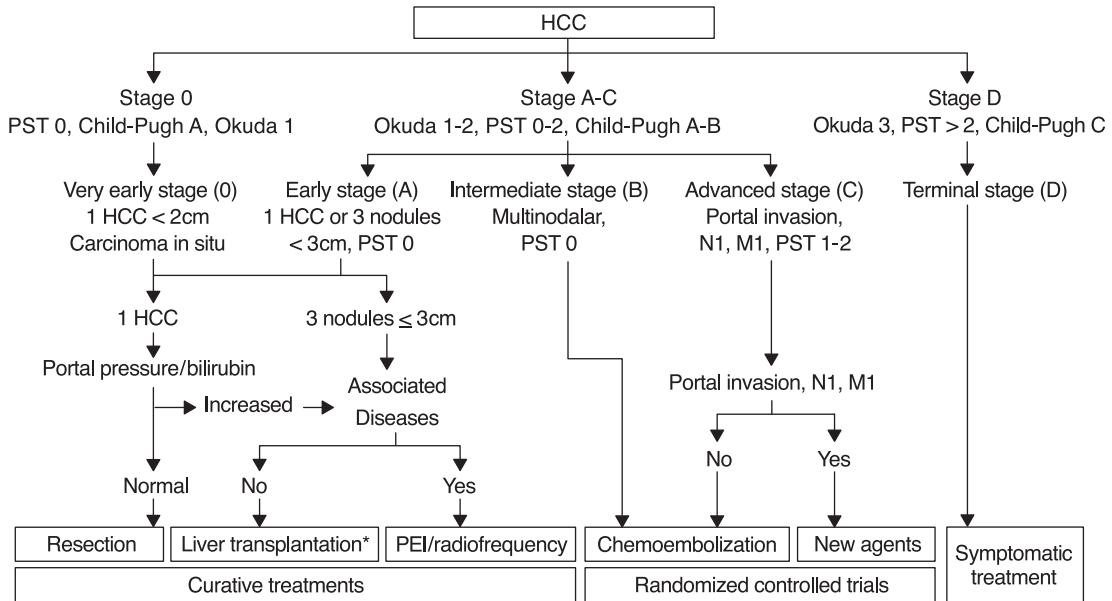 HCC
Stage 0
PST 0, Child-Pugh A, Okuda 1
Stage A-C
Okuda 1-2, PST 0-2, Child-Pugh A-B
Stage D
Okuda 3, PST > 2, Child-Pugh C
Very early stage (0)
1 HCC < 2cm
Carcinoma in situ
Early stage (A)
1 HCC or 3 nodules
< 3cm, PST 0
Intermediate stage (B)
Multinodalar,
PST 0
Advanced stage (C)
Portal invasion,
N1, M1, PST 1-2
Terminal stage (D)
1 HCC
3 nodules ≤ 3cm
Portal pressure/bilirubin
Increased
Associated
Diseases
Portal invasion, N1, M1
Normal
No
Yes
No
Yes
Resection
Liver transplantation*
PEI/radiofrequency
Chemoembolization
New agents
Symptomatic
treatment
Curative treatments
Randomized controlled trials